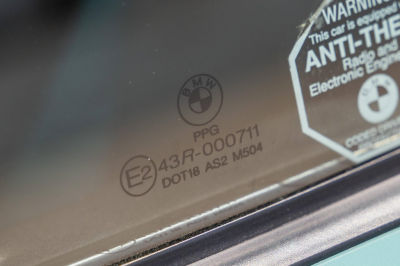 BMW
PPG
E2 43R-000711
DOT18 AS2 M504
WARNING
This car is equipped
ANTI-THE
Radio and
Electronic Engine
BMW
CODED